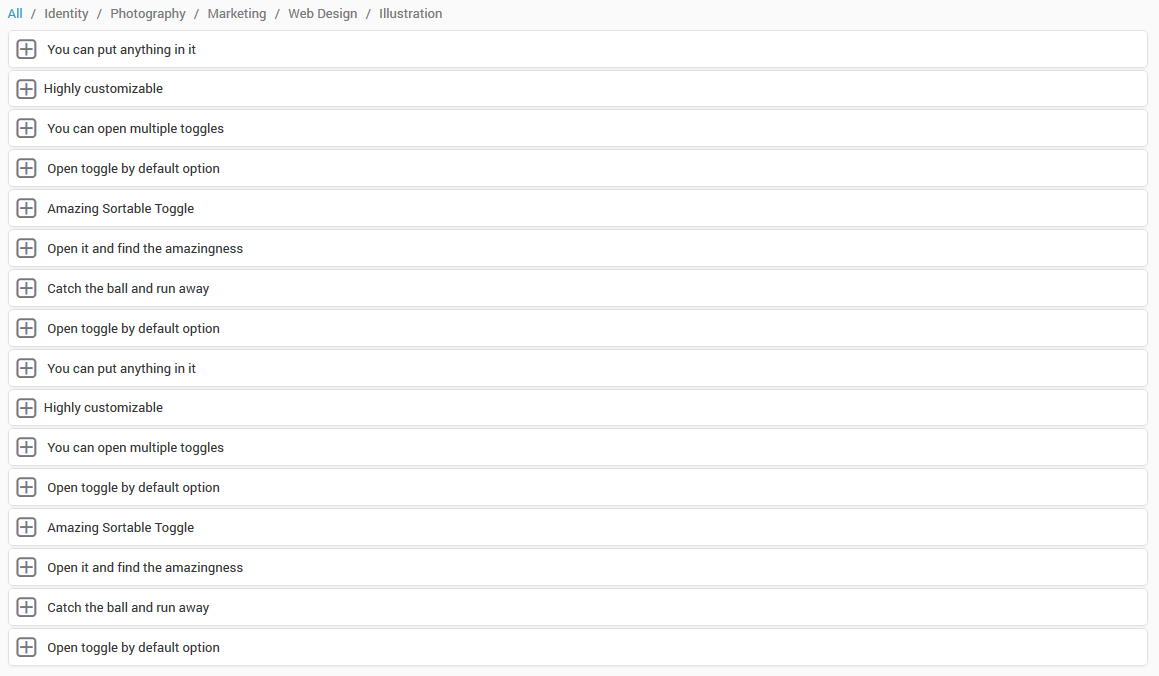 All / Identity / Photography / Marketing / Web Design / Illustration
You can put anything in it
Highly customizable
You can open multiple toggles
Open toggle by default option
Amazing Sortable Toggle
Open it and find the amazingness
Catch the ball and run away
Open toggle by default option
You can put anything in it
Highly customizable
You can open multiple toggles
Open toggle by default option
Amazing Sortable Toggle
Open it and find the amazingness
Catch the ball and run away
Open toggle by default option